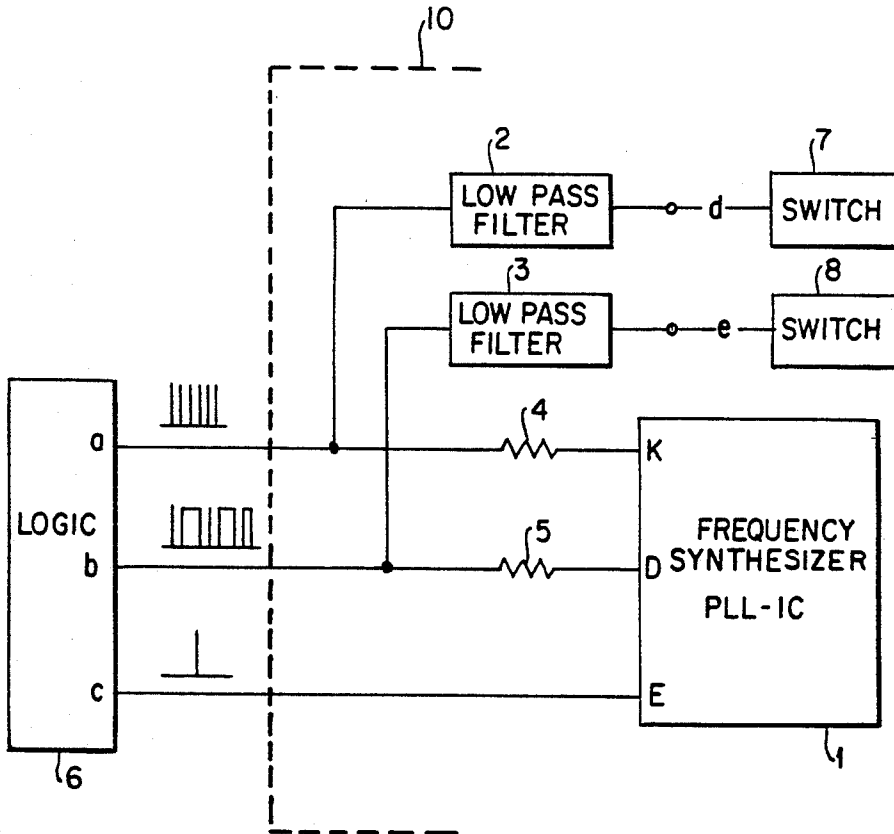 10
2
7
LOW PASS
FILTER
d
SWITCH
3
8
LOW PASS
FILTER
e
SWITCH
4
a
K
LOGIC
FREQUENCY
SYNTHESIZER
PLL-IC
5
b
D
c
E
6
1